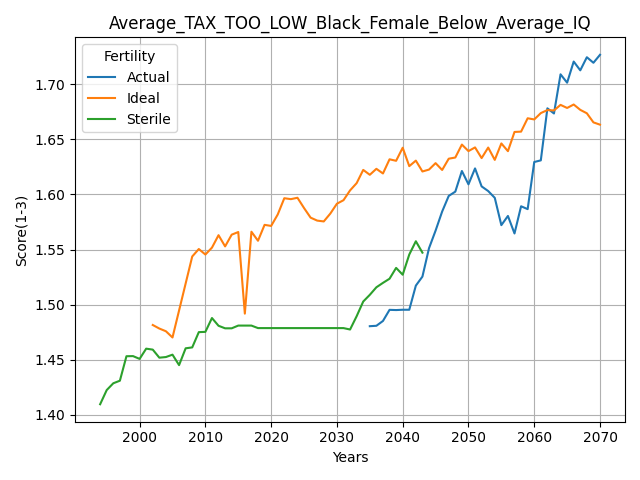 Average_TAX_TOO_LOW_Black_Female_Below_Average_IQ
Fertility
Actual
Ideal
Sterile
Score(1-3)
1.70
1.65
1.60
1.55
1.50
1.45
1.40
2000 2010 2020 2030 2040 2050 2060 2070
Years